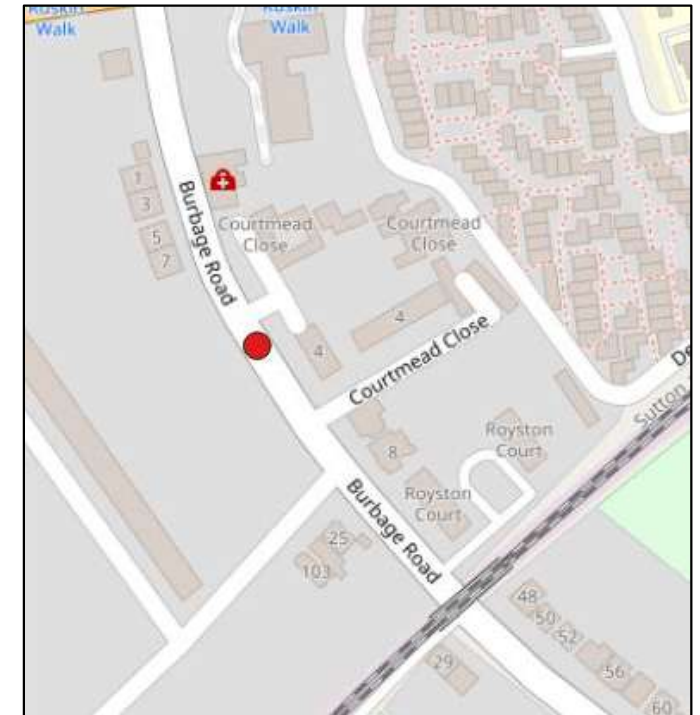 Ruskin
Walk
Ruskin
Walk
1
3
5
7
Burbage Road
Courtmead
Close
Courtmead
Close
4
4
Courtmead Close
De
Sutton
8
Royston
Court
Royston
Court
Burbage Road
25
103
48
50
52
56
60
29